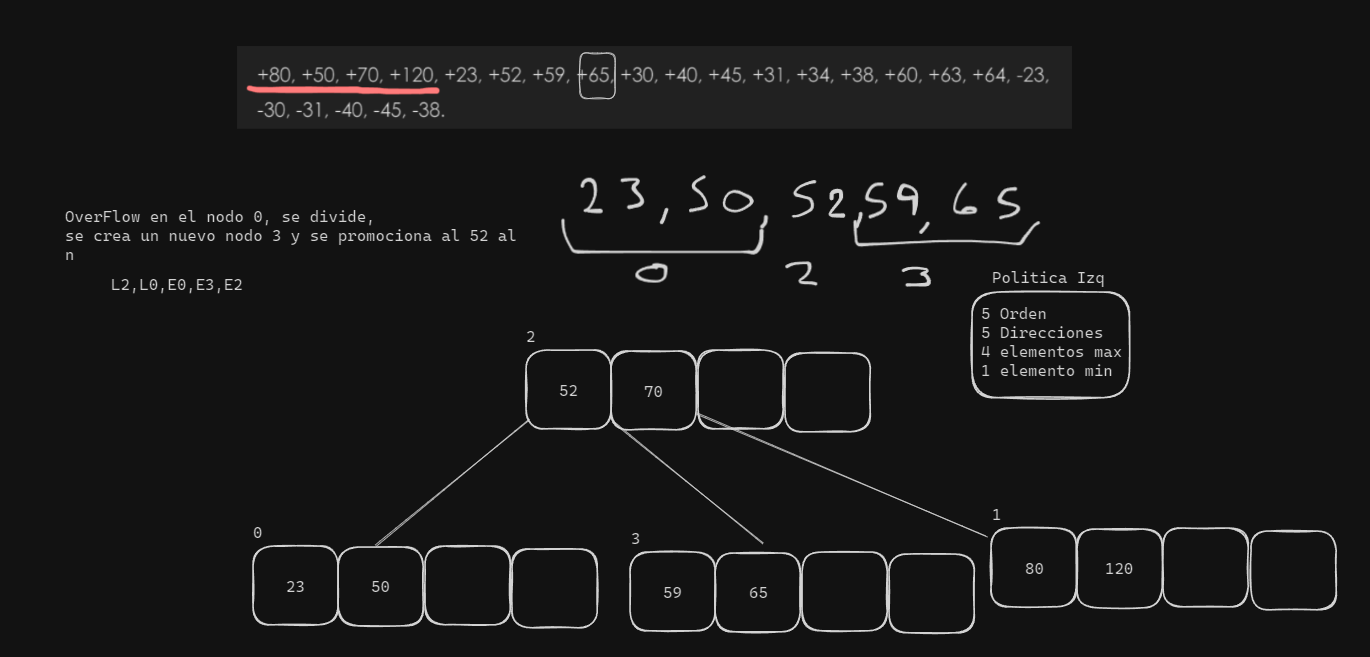 +80, +50, +70, +120, +23, +52, +59, +65, +30, +40, +45, +31, +34, +38, +60, +63, +64, -23,
-30, -31, -40, -45, -38.
23, 50, 52, 59, 65
0 2 3
OverFlow en el nodo 0, se divide,
se crea un nuevo nodo 3 y se promociona al 52 al
n
L2,L0,E0,E3,E2
Politica Izq
5 Orden
5 Direcciones
4 elementos max
1 elemento min
2
52 70
0
23 50
3
59 65
1
80 120